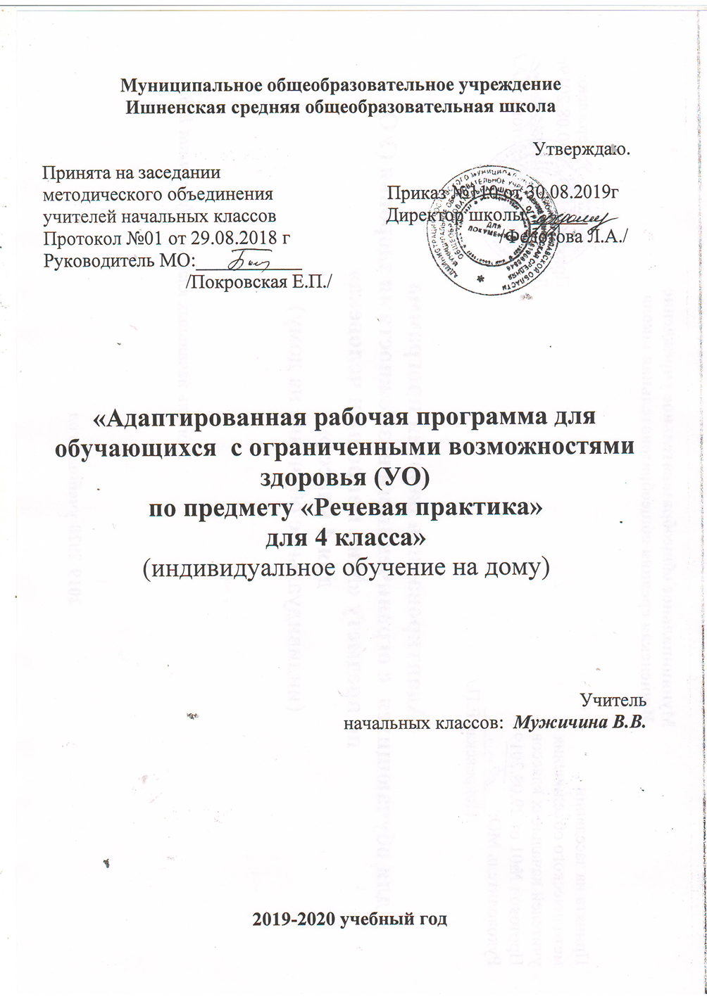 Муниципальное общеобразовательное учреждение
Ишненская средняя общеобразовательная школа
Утверждаю.
Принята на заседании
методического объединения
учителей начальных классов
Протокол №01 от 29.08.2018 г
Руководитель МО:___________
/Покровская Е.П./
Приказ от 30.08.2019г
Директор школы:
/Федотова Л.А./
ДЛЯ
ДОКУМЕНТОВ
«Адаптированная рабочая программа для
обучающихся с ограниченными возможностями
здоровья (УО)
по предмету «Речевая практика»
для 4 класса»
(индивидуальное обучение на дому)
Учитель
начальных классов: Мужичина В.В.
2019-2020 учебный год